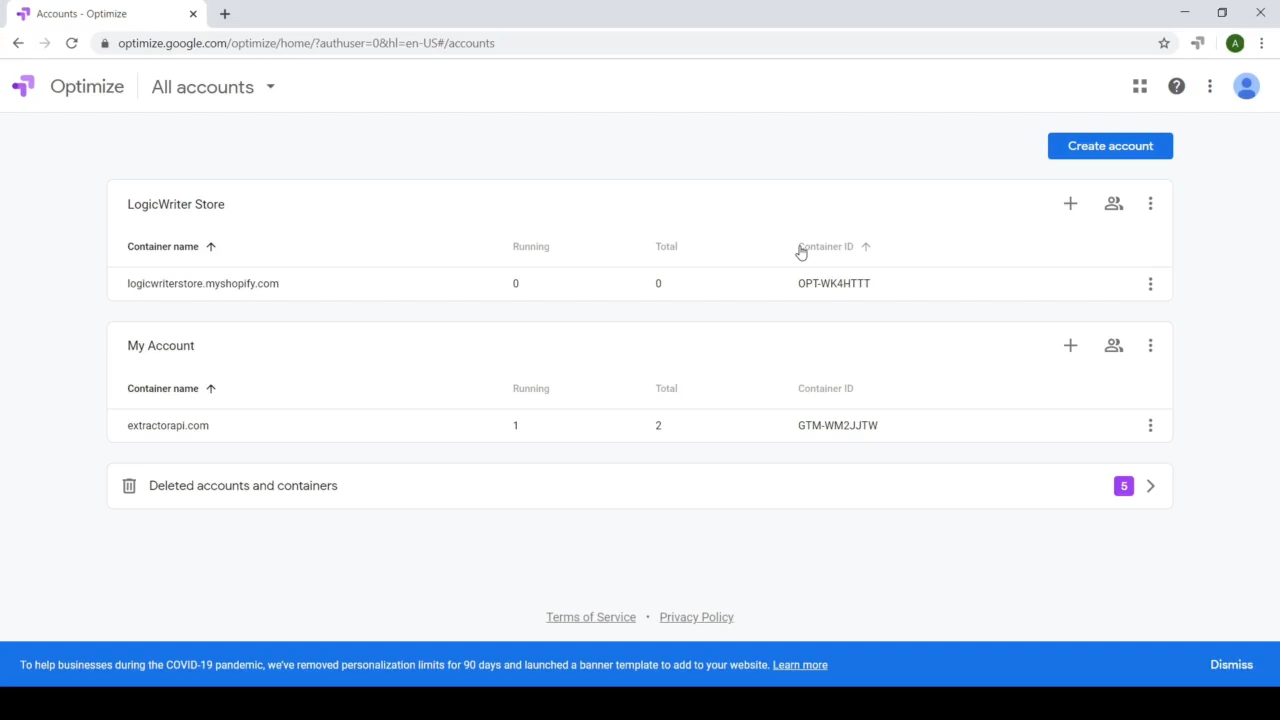 Accounts - Optimize
optimize.google.com/optimize/home/?authuser=0&hl=en-US#/accounts
A
Optimize
All accounts
Create account
LogicWriter Store
Container name Running Total Container ID
logicwriterstore.myshopify.com 0 0 OPT-WK4HTTT
My Account
Container name Running Total Container ID
extractorapi.com 1 2 GTM-WM2JJTW
Deleted accounts and containers 5
Terms of Service • Privacy Policy
To help businesses during the COVID-19 pandemic, we've removed personalization limits for 90 days and launched a banner template to add to your website. Learn more Dismiss